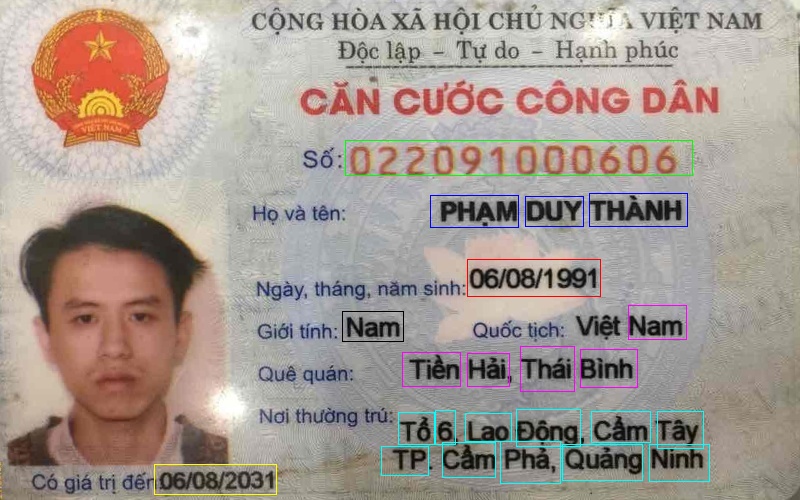 CỘNG HÒA XÃ HỘI CHỦ NGHĨA VIỆT NAM
Độc lập - Tự do - Hạnh phúc
CĂN CƯỚC CÔNG DÂN
VIỆT NAM
Số: 022091000606
Họ và tên: PHẠM DUY THÀNH
Ngày, tháng, năm sinh: 06/08/1991
Giới tính: Nam Quốc tịch: Việt Nam
Quê quán: Tiền Hải, Thái Bình
Nơi thường trú: Tổ 6, Lao Động, Cẩm Tây
TP. Cẩm Phả, Quảng Ninh
Có giá trị đến: 06/08/2031